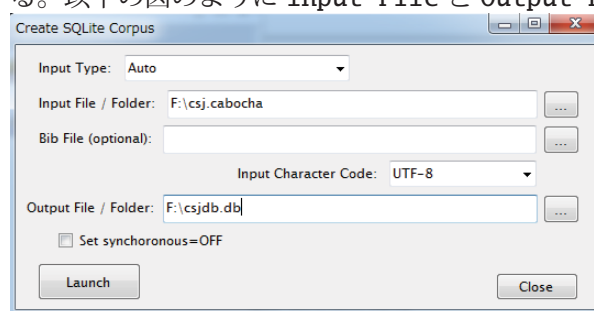 る。以下の図のように Input File と Output
Create SQLite Corpus
Input Type: Auto
Input File / Folder: F:\csj.cabocha ...
Bib File (optional): ...
Input Character Code: UTF-8
Output File / Folder: F:\csjdb.db ...
Set synchoronous=OFF
Launch Close